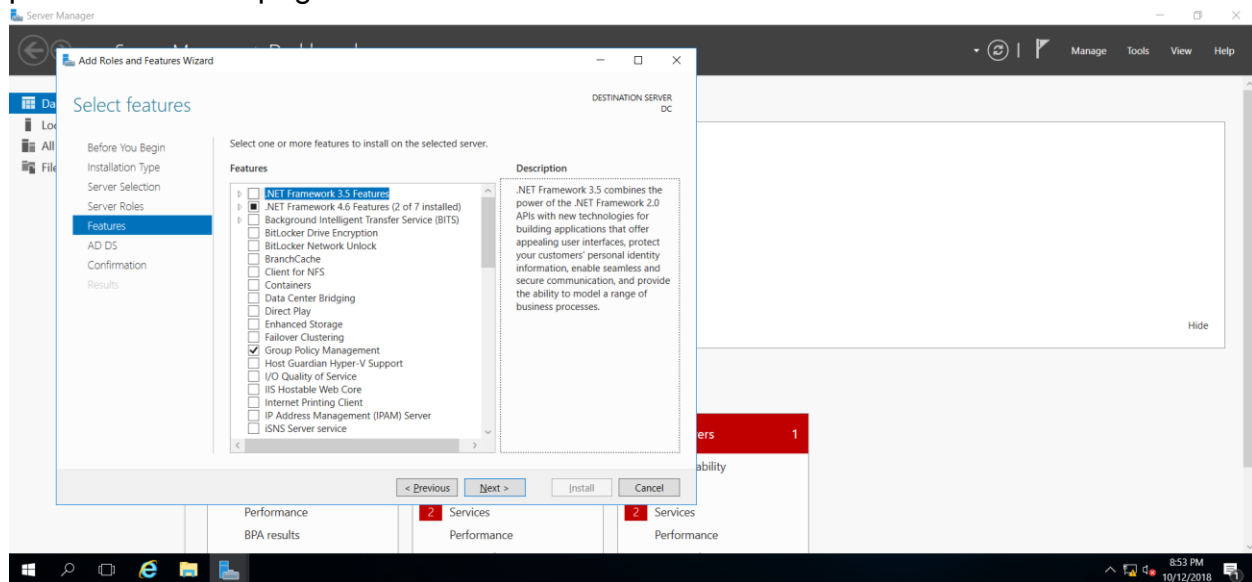 Server Manager
Manage Tools View Help
Add Roles and Features Wizard
Select features
DESTINATION SERVER
DC
Before You Begin
Installation Type
Server Selection
Server Roles
Features
AD DS
Confirmation
Results
Select one or more features to install on the selected server.
Features
.NET Framework 3.5 Features
.NET Framework 4.6 Features (2 of 7 installed)
Background Intelligent Transfer Service (BITS)
BitLocker Drive Encryption
BitLocker Network Unlock
BranchCache
Client for NFS
Containers
Data Center Bridging
Direct Play
Enhanced Storage
Failover Clustering
Group Policy Management
Host Guardian Hyper-V Support
I/O Quality of Service
IIS Hostable Web Core
Internet Printing Client
IP Address Management (IPAM) Server
iSNS Server service
Description
.NET Framework 3.5 combines the
power of the .NET Framework 2.0
APIs with new technologies for
building applications that offer
appealing user interfaces, protect
your customers' personal identity
information, enable seamless and
secure communication, and provide
the ability to model a range of
business processes.
< Previous
Next >
Install
Cancel
Da
Loc
All
File
Hide
ers 1
ability
Performance
BPA results
2 Services
Performance
2 Services
Performance
8:53 PM
10/12/2018